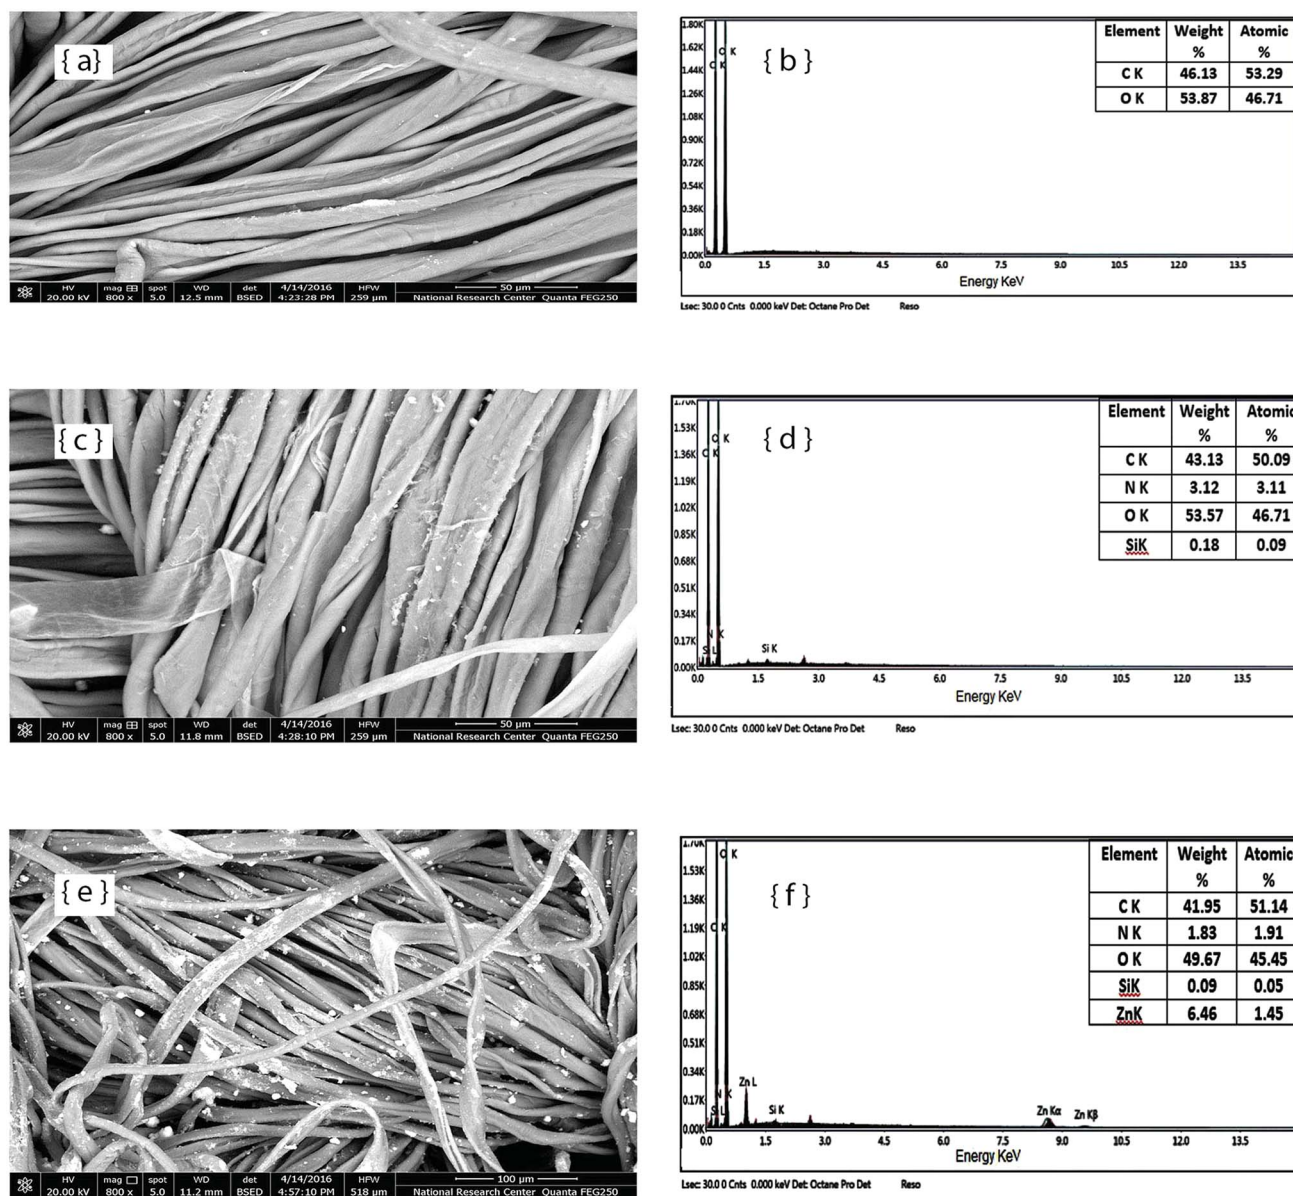 { a }
HV mag spot WD det 4/14/2016 HFW 50 µm
20.00 kV 800 x 5.0 12.5 mm BSED 4:23:28 PM 259 µm National Research Center Quanta FEG250
{ b }
1.80K
1.62K
1.44K
1.26K
1.08K
0.90K
0.72K
0.54K
0.36K
0.18K
0.00K
O K
C K
0.0 1.5 3.0 4.5 6.0 7.5 9.0 10.5 12.0 13.5
Energy KeV
Lsec: 30.0 0 Cnts 0.000 keV Det: Octane Pro Det Reso
Element Weight % Atomic %
C K 46.13 53.29
O K 53.87 46.71
{ c }
HV mag spot WD det 4/14/2016 HFW 50 µm
20.00 kV 800 x 5.0 11.8 mm BSED 4:28:10 PM 259 µm National Research Center Quanta FEG250
{ d }
1.70K
1.53K
1.36K
1.19K
1.02K
0.85K
0.68K
0.51K
0.34K
0.17K
0.00K
O K
C K
N K
Si L
Si K
0.0 1.5 3.0 4.5 6.0 7.5 9.0 10.5 12.0 13.5
Energy KeV
Lsec: 30.0 0 Cnts 0.000 keV Det: Octane Pro Det Reso
Element Weight % Atomic %
C K 43.13 50.09
N K 3.12 3.11
O K 53.57 46.71
SiK 0.18 0.09
{ e }
HV mag spot WD det 4/14/2016 HFW 100 µm
20.00 kV 800 x 5.0 11.2 mm BSED 4:57:10 PM 518 µm National Research Center Quanta FEG250
{ f }
1.70K
1.53K
1.36K
1.19K
1.02K
0.85K
0.68K
0.51K
0.34K
0.17K
0.00K
O K
C K
N K
Si L
Zn L
Si K
Zn Kα
Zn Kβ
0.0 1.5 3.0 4.5 6.0 7.5 9.0 10.5 12.0 13.5
Energy KeV
Lsec: 30.0 0 Cnts 0.000 keV Det: Octane Pro Det Reso
Element Weight % Atomic %
C K 41.95 51.14
N K 1.83 1.91
O K 49.67 45.45
SiK 0.09 0.05
ZnK 6.46 1.45